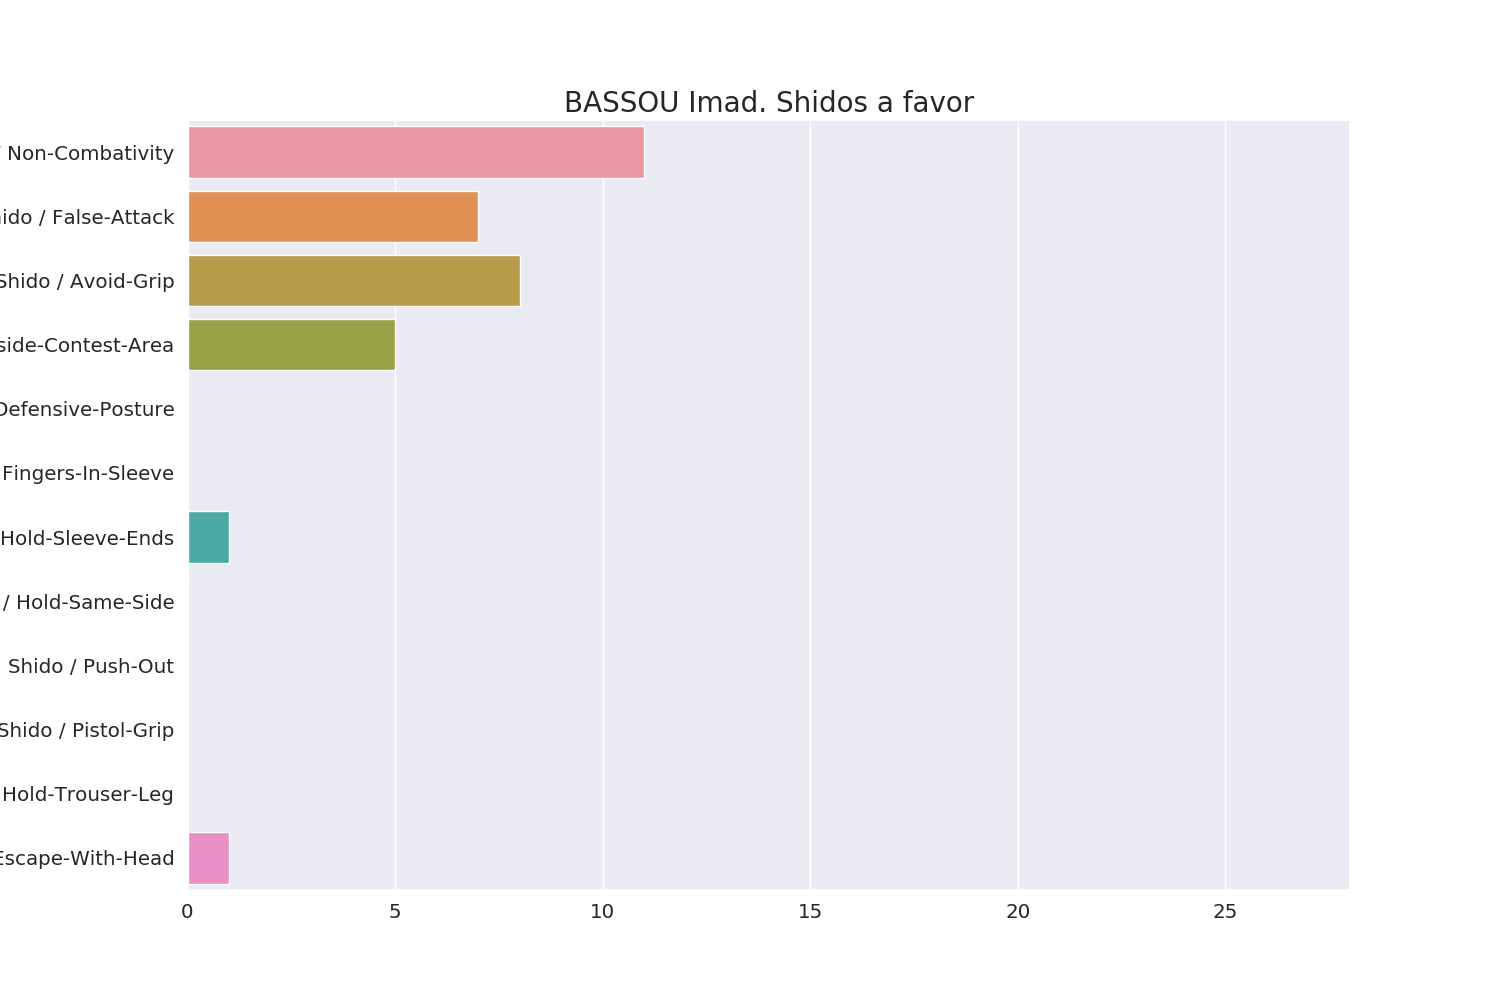 BASSOU Imad. Shidos a favor
/ Non-Combativity
ido / False-Attack
Shido / Avoid-Grip
side-Contest-Area
Defensive-Posture
Fingers-In-Sleeve
Hold-Sleeve-Ends
/ Hold-Same-Side
Shido / Push-Out
Shido / Pistol-Grip
Hold-Trouser-Leg
Escape-With-Head
0 5 10 15 20 25